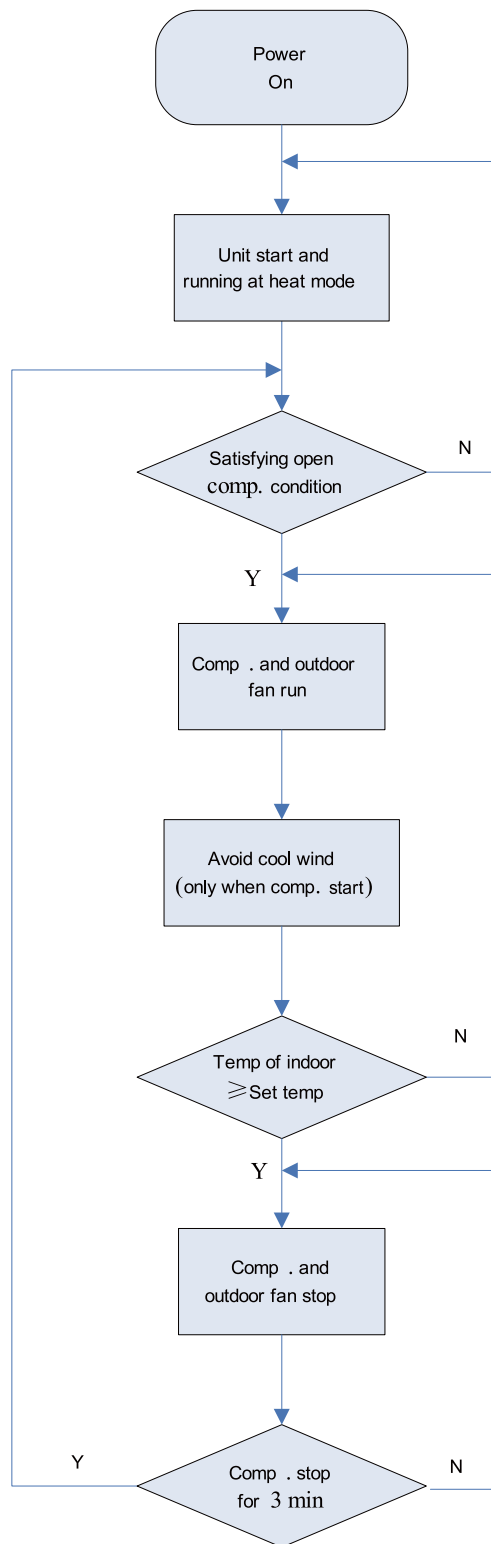 Power
On
Unit start and
running at heat mode
Satisfying open
comp. condition
N
Y
Comp . and outdoor
fan run
Avoid cool wind
(only when comp. start)
Temp of indoor
≥Set temp
N
Y
Comp . and
outdoor fan stop
Comp . stop
for 3 min
Y
N